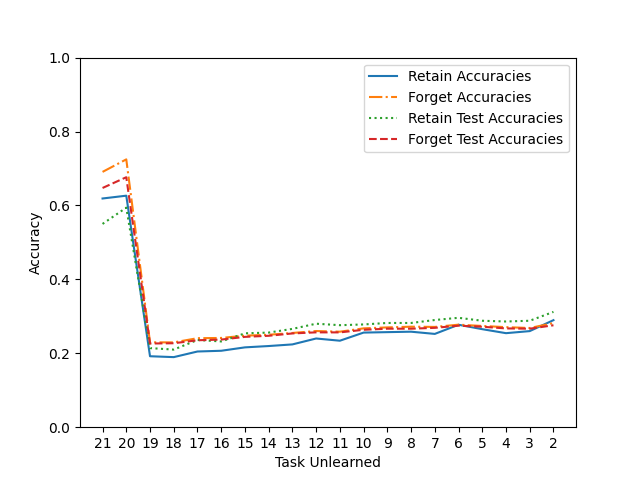 Retain Accuracies
Forget Accuracies
Retain Test Accuracies
Forget Test Accuracies
Accuracy
1.0
0.8
0.6
0.4
0.2
0.0
21 20 19 18 17 16 15 14 13 12 11 10 9 8 7 6 5 4 3 2
Task Unlearned